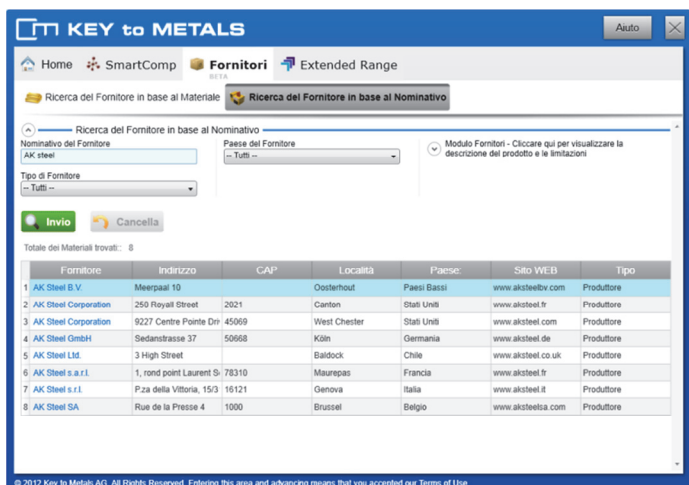 KEY to METALS
Aiuto
Home SmartComp Fornitori Extended Range
BETA
Ricerca del Fornitore in base al Materiale Ricerca del Fornitore in base al Nominativo
Ricerca del Fornitore in base al Nominativo
Nominativo del Fornitore Paese del Fornitore Modulo Fornitori - Cliccare qui per visualizzare la
AK steel -- Tutti -- descrizione del prodotto e le limitazioni
Tipo di Fornitore
-- Tutti --
Invio Cancella
Totale dei Materiali trovati:: 8
Fornitore Indirizzo CAP Località Paese: Sito WEB Tipo
1 AK Steel B.V. Meerpaal 10 Oosterhout Paesi Bassi www.aksteelbv.com Produttore
2 AK Steel Corporation 250 Royall Street 2021 Canton Stati Uniti www.aksteel.fr Produttore
3 AK Steel Corporation 9227 Centre Pointe Driv 45069 West Chester Stati Uniti www.aksteel.com Produttore
4 AK Steel GmbH Sedanstrasse 37 50668 Köln Germania www.aksteel.de Produttore
5 AK Steel Ltd. 3 High Street Baldock Chile www.aksteel.co.uk Produttore
6 AK Steel s.a.r.l. 1, rond point Laurent S 78310 Maurepas Francia www.aksteel.fr Produttore
7 AK Steel s.r.l. P.za della Vittoria, 15/3 16121 Genova Italia www.aksteel.it Produttore
8 AK Steel SA Rue de la Presse 4 1000 Brussel Belgio www.aksteelsa.com Produttore
© 2012 Key to Metals AG. All Rights Reserved. Entering this area and advancing means that you accepted our Terms of Use